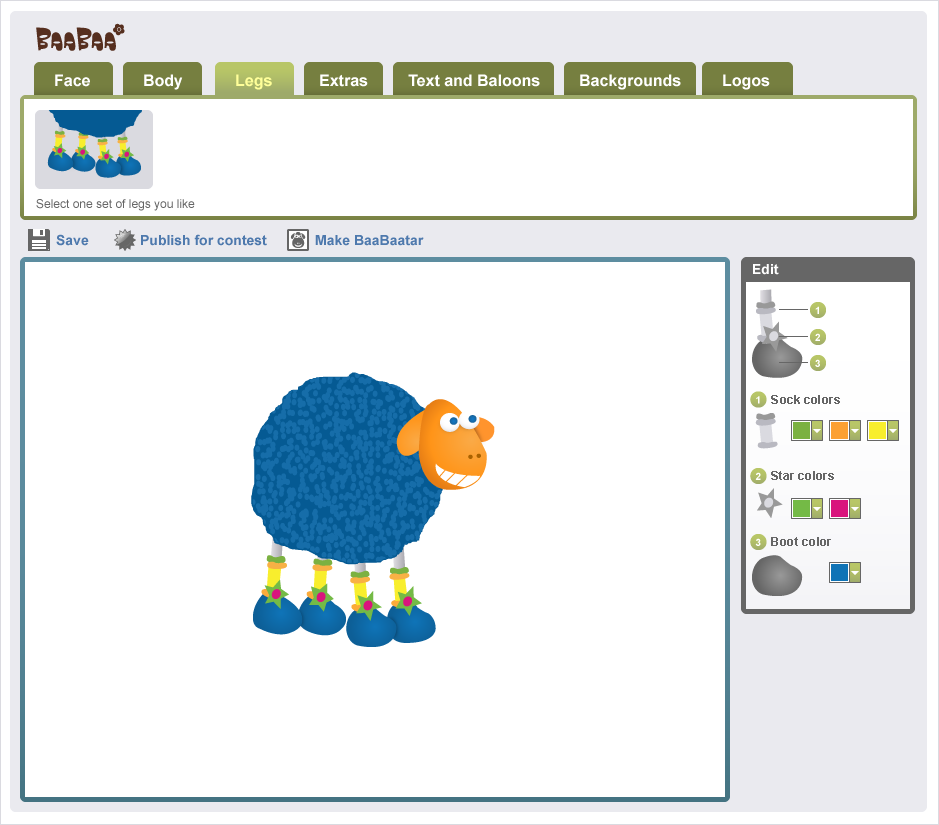 BAABAA
Face Body Legs Extras Text and Baloons Backgrounds Logos
Select one set of legs you like
Save Publish for contest Make BaaBaatar
Edit
1
2
3
1 Sock colors
2 Star colors
3 Boot color